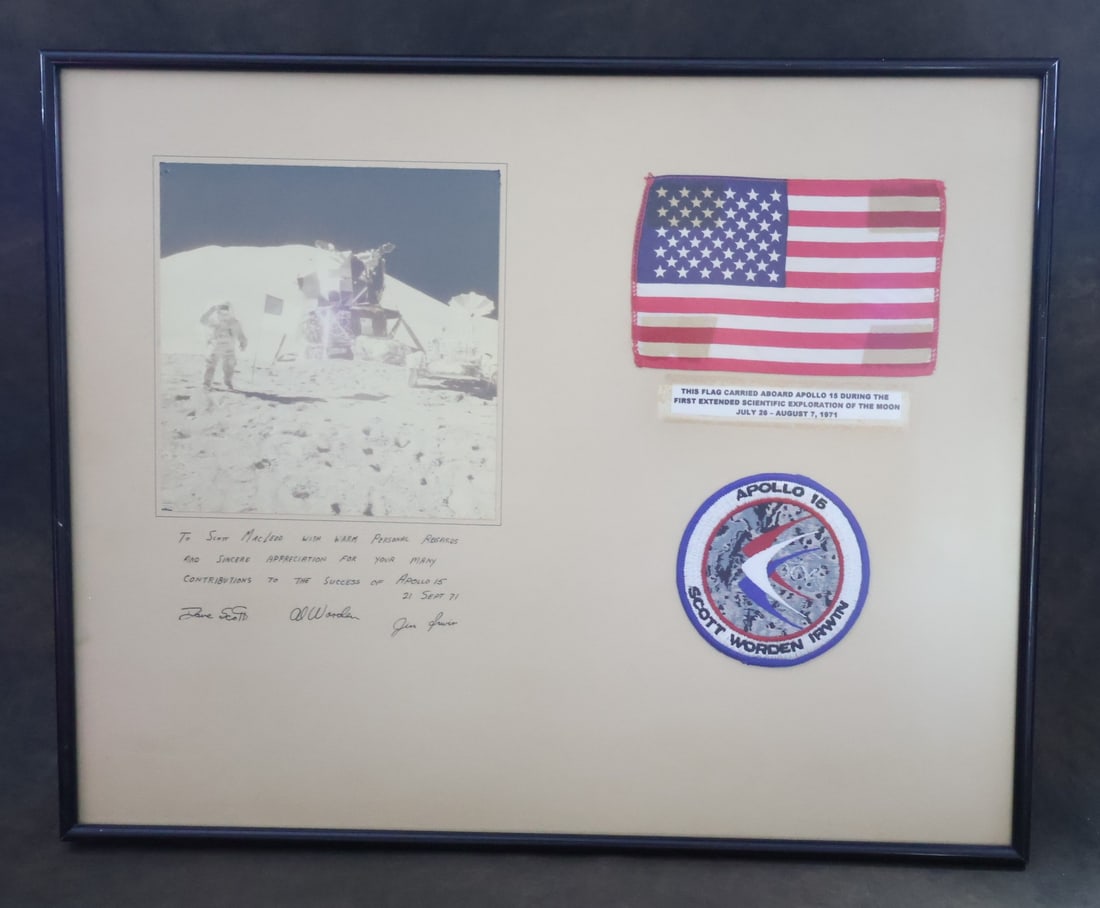 To Scott MacLeod with warm personal regards
and sincere appreciation for your many
contributions to the success of Apollo 15
21 Sept 71
Dave Scott Al Worden Jim Irwin
THIS FLAG CARRIED ABOARD APOLLO 15 DURING THE
FIRST EXTENDED SCIENTIFIC EXPLORATION OF THE MOON
JULY 26 - AUGUST 7, 1971
APOLLO 15
SCOTT WORDEN IRWIN